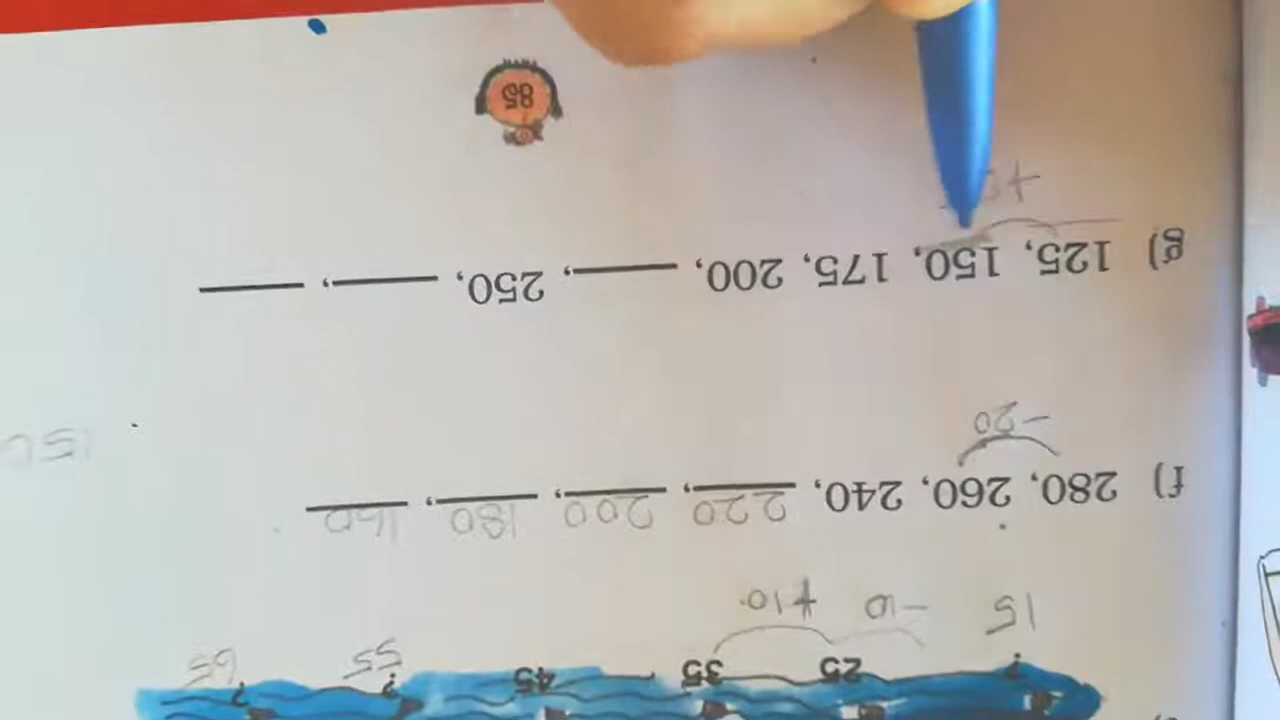 ? 25 35 45 ? ?
55 65
15 -10 +10.
f) 280, 260, 240, 220, 200, 180, 160
-20
150
g) 125, 150, 175, 200, ____, 250, ____, ____
85